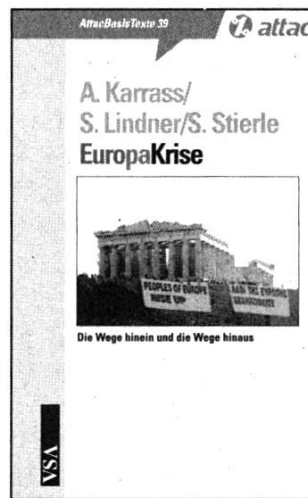 AttacBasisTexte 39
attac
A. Karrass/
S. Lindner/S. Stierle
EuropaKrise
PEOPLES OF EUROPE
RISE UP
Die Wege hinein und die Wege hinaus
VSA